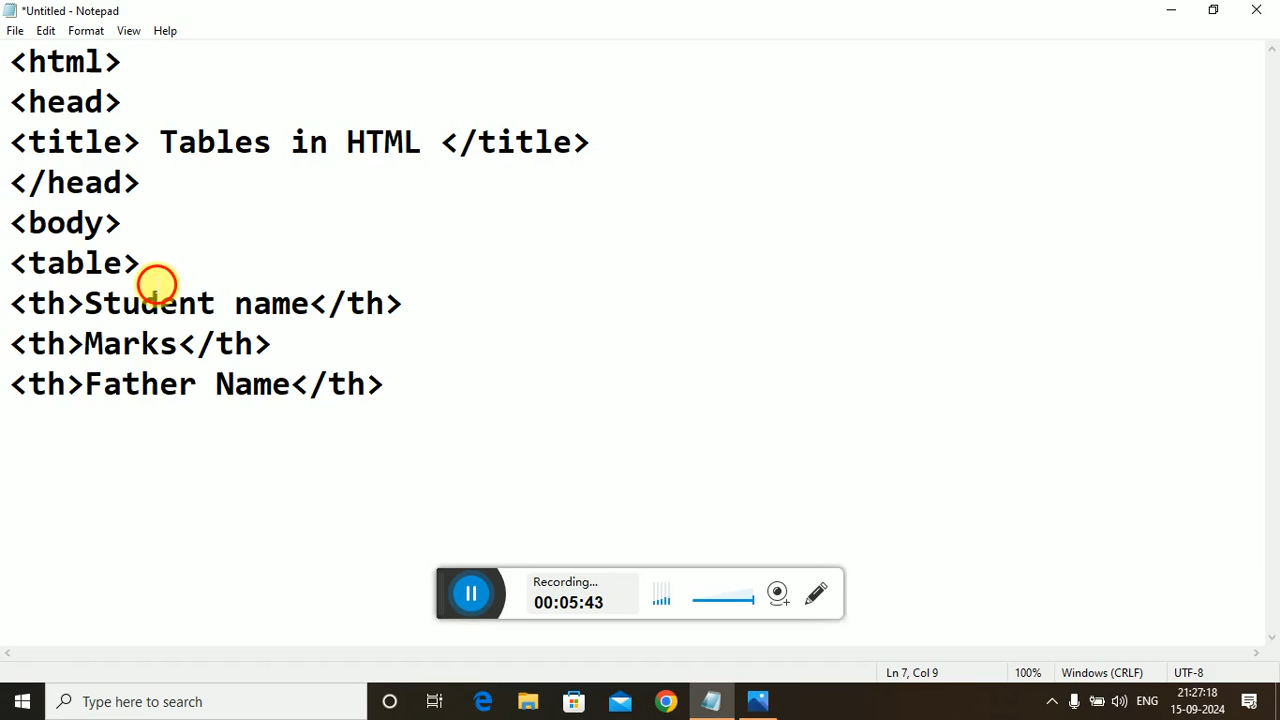 *Untitled - Notepad
File Edit Format View Help
<html>
<head>
<title> Tables in HTML </title>
</head>
<body>
<table>
<th>Student name</th>
<th>Marks</th>
<th>Father Name</th>
Recording...
00:05:43
Ln 7, Col 9 100% Windows (CRLF) UTF-8
Type here to search
ENG
21:27:18
15-09-2024